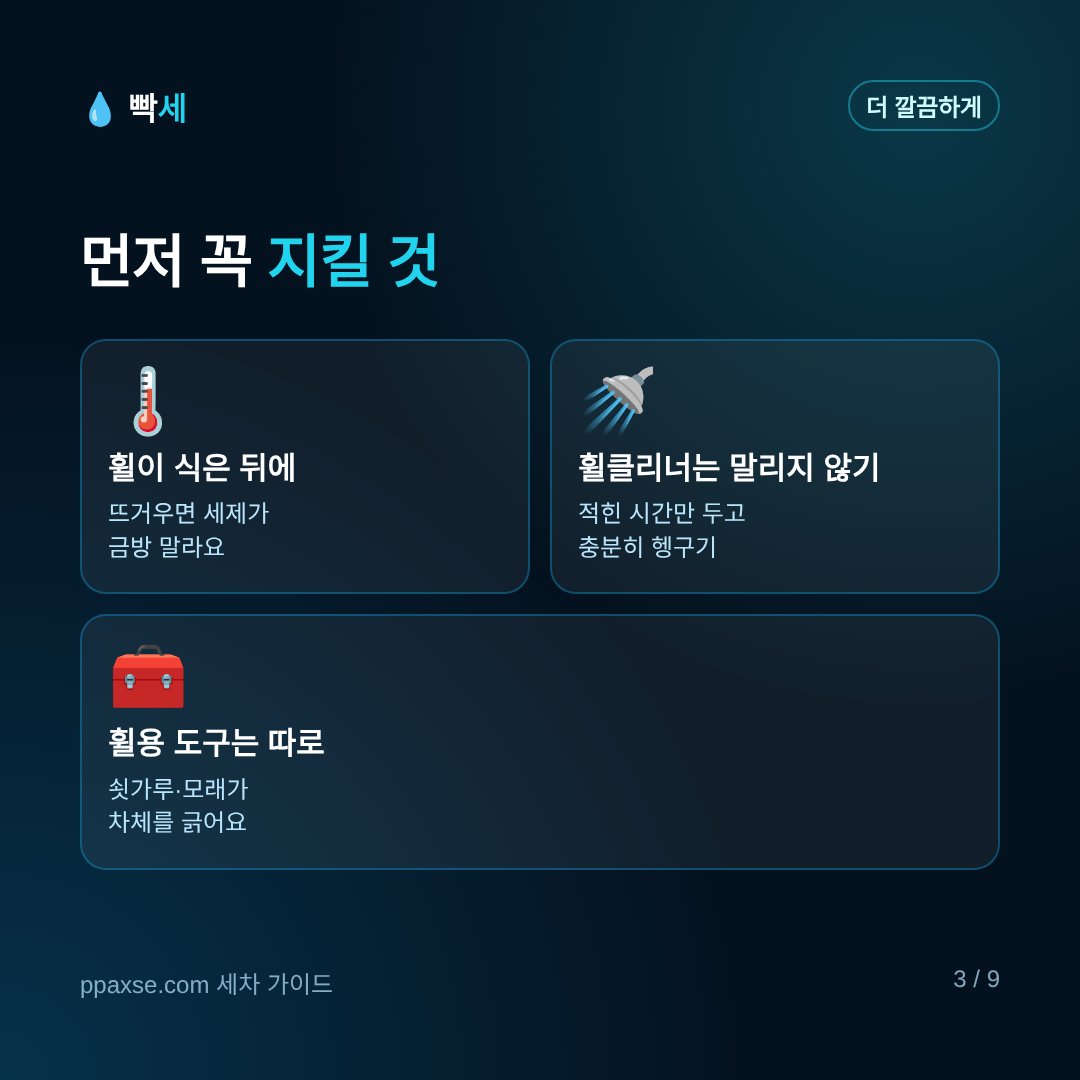 빡세
더 깔끔하게
먼저 꼭 지킬 것
휠이 식은 뒤에
뜨거우면 세제가
금방 말라요
휠클리너는 말리지 않기
적힌 시간만 두고
충분히 헹구기
휠용 도구는 따로
쇳가루·모래가
차체를 긁어요
ppaxse.com 세차 가이드
3 / 9